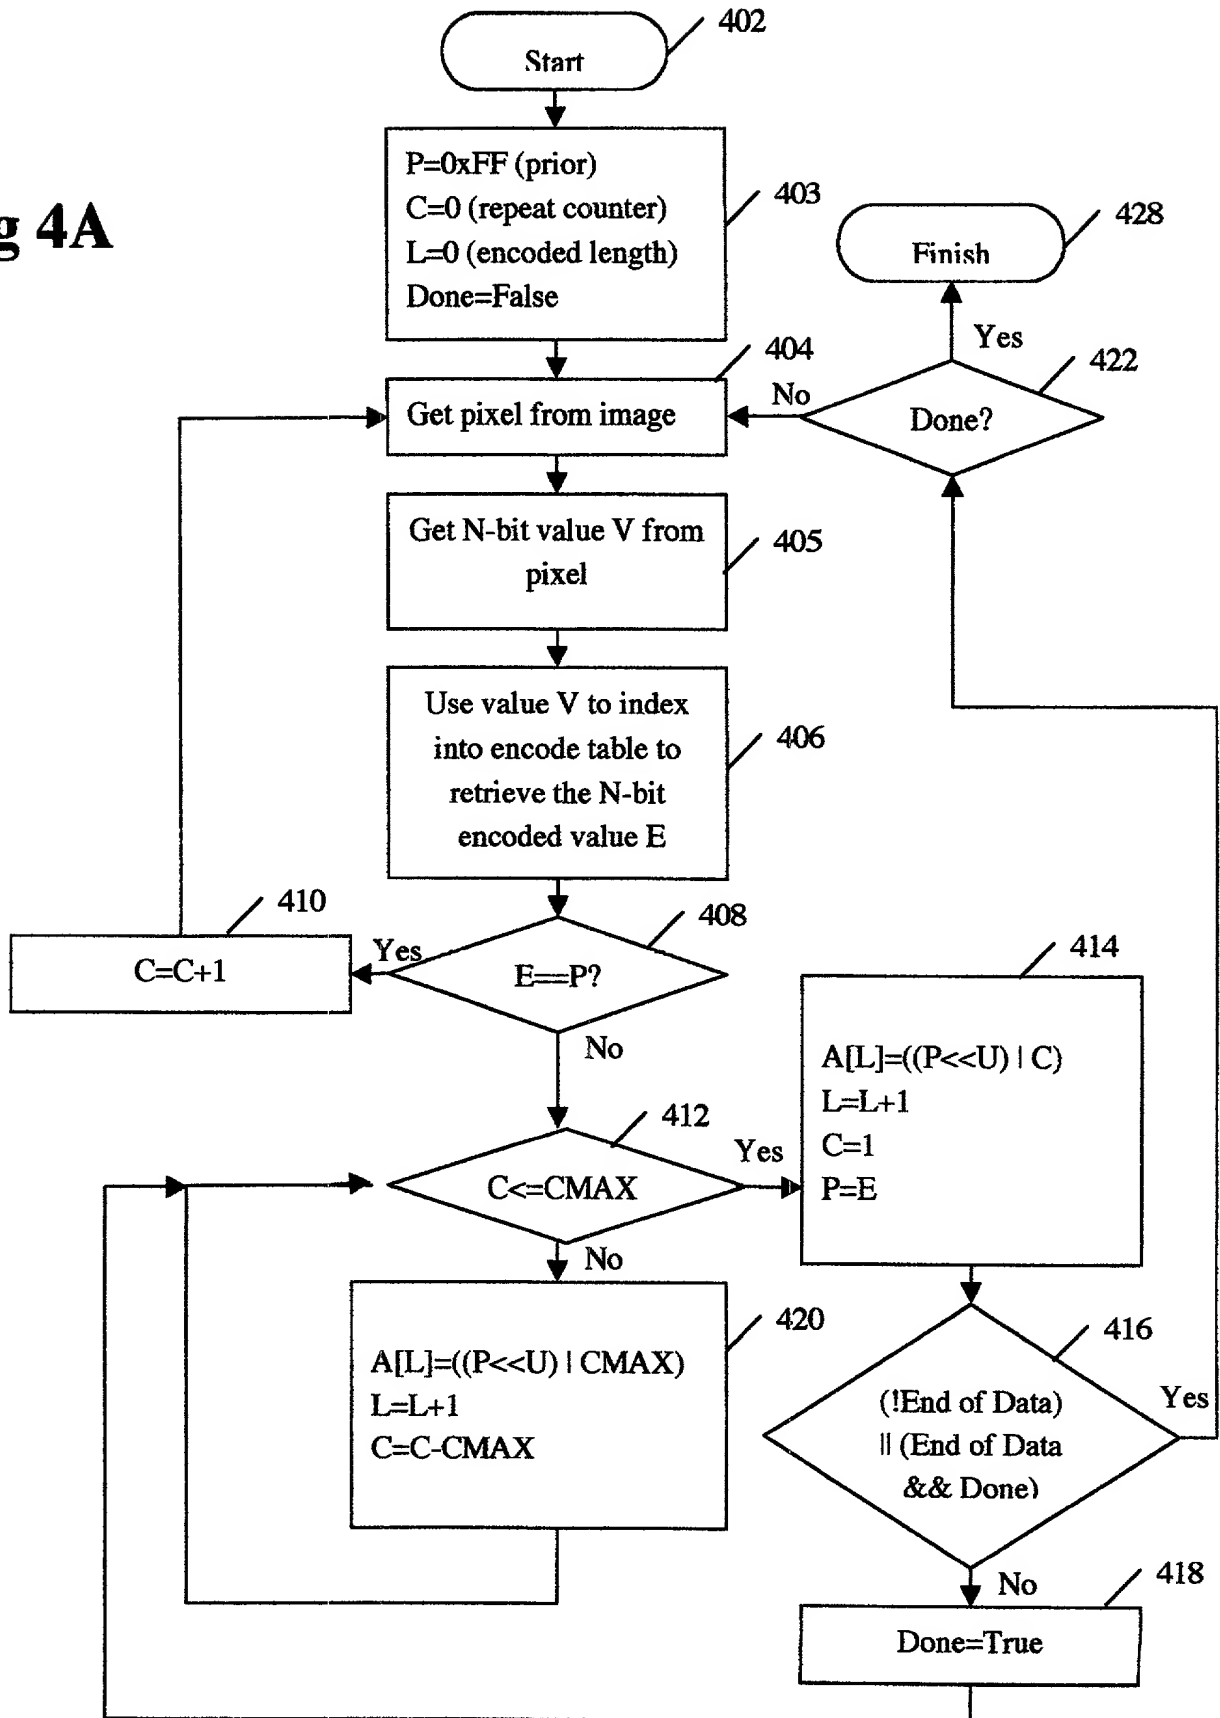 402
Start
g 4A
P=0xFF (prior)
C=0 (repeat counter)
L=0 (encoded length)
Done=False
403
428
Finish
Yes
404
422
No
Get pixel from image
Done?
Get N-bit value V from
pixel
405
Use value V to index
into encode table to
retrieve the N-bit
encoded value E
406
410
408
Yes
C=C+1
E==P?
414
No
A[L]=((P<<U) | C)
L=L+1
C=1
P=E
412
Yes
C<=CMAX
No
420
A[L]=((P<<U) | CMAX)
L=L+1
C=C-CMAX
416
(!End of Data)
|| (End of Data
&& Done)
Yes
No
418
Done=True